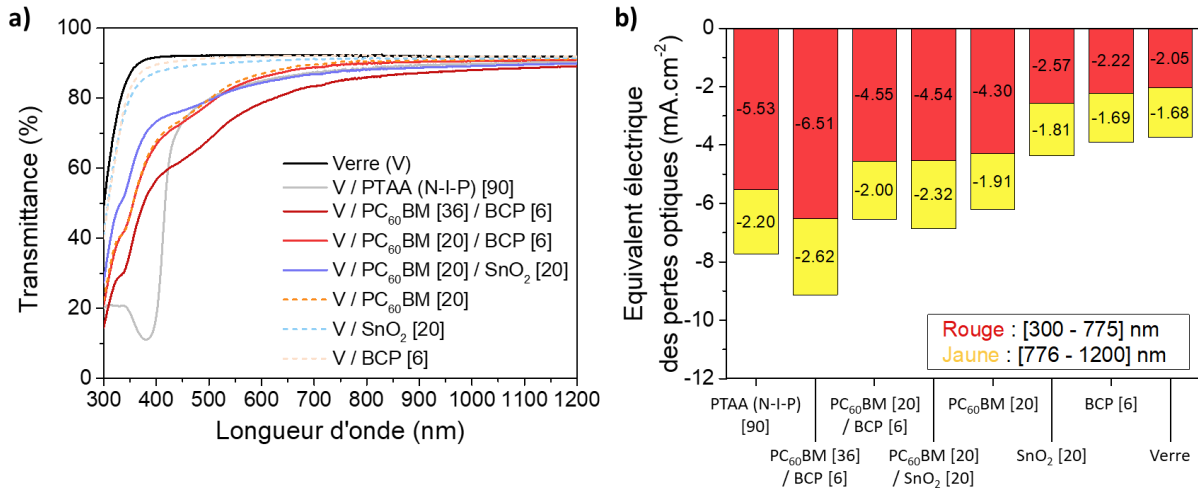 a)
Transmittance (%)
100
80
60
40
20
0
300 400 500 600 700 800 900 1000 1100 1200
Longueur d'onde (nm)
Verre (V)
V / PTAA (N-I-P) [90]
V / PC₆₀BM [36] / BCP [6]
V / PC₆₀BM [20] / BCP [6]
V / PC₆₀BM [20] / SnO₂ [20]
V / PC₆₀BM [20]
V / SnO₂ [20]
V / BCP [6]
b)
Equivalent électrique
des pertes optiques (mA.cm⁻²)
0
-2
-4
-6
-8
-10
-12
-5.53 -6.51 -4.55 -4.54 -4.30 -2.57 -2.22 -2.05
-2.20 -2.62 -2.00 -2.32 -1.91 -1.81 -1.69 -1.68
Rouge : [300 - 775] nm
Jaune : [776 - 1200] nm
PTAA (N-I-P)
[90]
PC₆₀BM [36]
/ BCP [6]
PC₆₀BM [20]
/ BCP [6]
PC₆₀BM [20]
/ SnO₂ [20]
PC₆₀BM [20]
SnO₂ [20]
BCP [6]
Verre